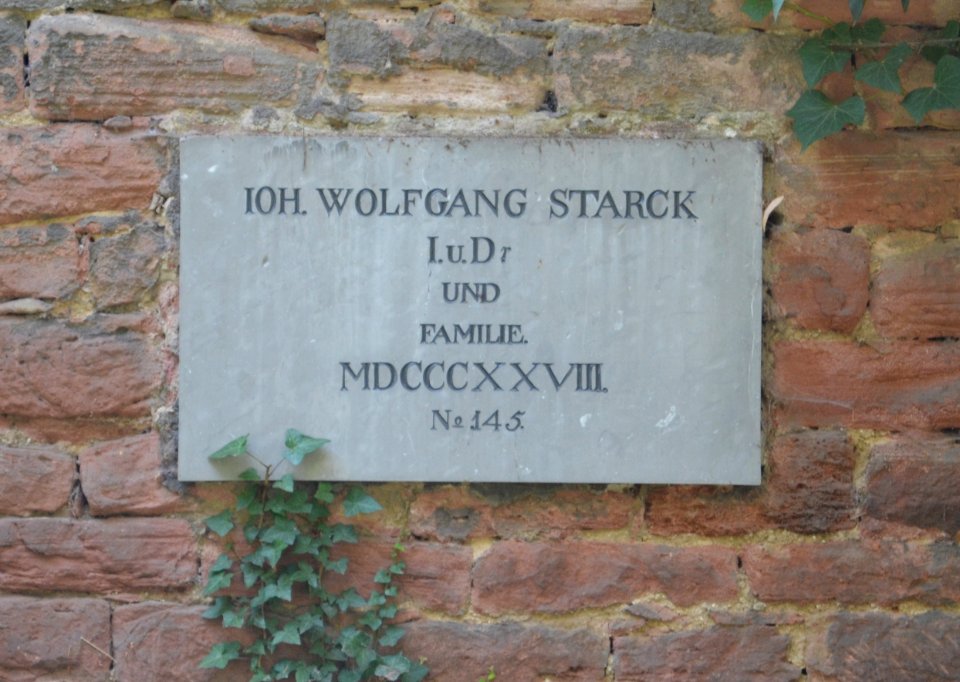 IOH. WOLFGANG STARCK
I.u.Dr
UND
FAMILIE.
MDCCCXXVIII.
No. 145.